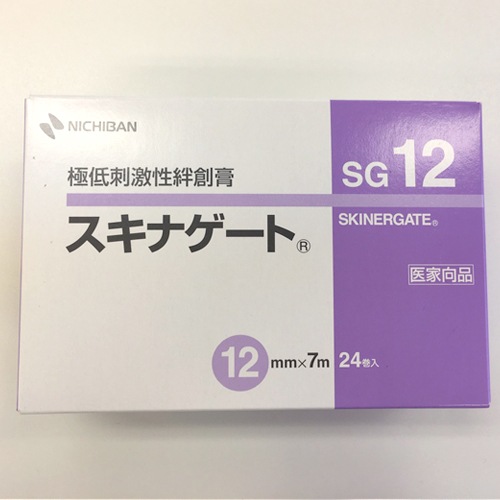 NICHIBAN
極低刺激性絆創膏
スキナゲート®
SG 12
SKINERGATE®
医家向品
12 mm×7m 24巻入